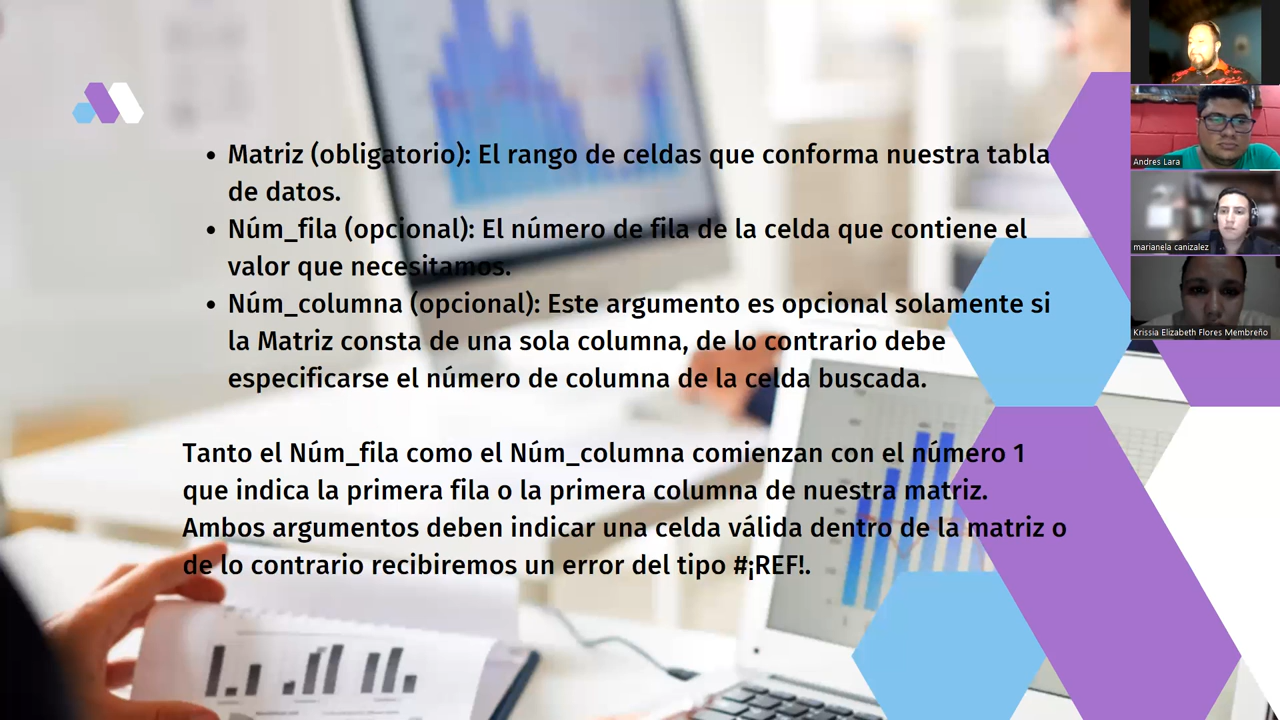 Matriz (obligatorio): El rango de celdas que conforma nuestra tabla
de datos.
Núm_fila (opcional): El número de fila de la celda que contiene el
valor que necesitamos.
Núm_columna (opcional): Este argumento es opcional solamente si
la Matriz consta de una sola columna, de lo contrario debe
especificarse el número de columna de la celda buscada.
Tanto el Núm_fila como el Núm_columna comienzan con el número 1
que indica la primera fila o la primera columna de nuestra matriz.
Ambos argumentos deben indicar una celda válida dentro de la matriz o
de lo contrario recibiremos un error del tipo #¡REF!.
Andres Lara
marianela canizalez
Krissia Elizabeth Flores Membreño